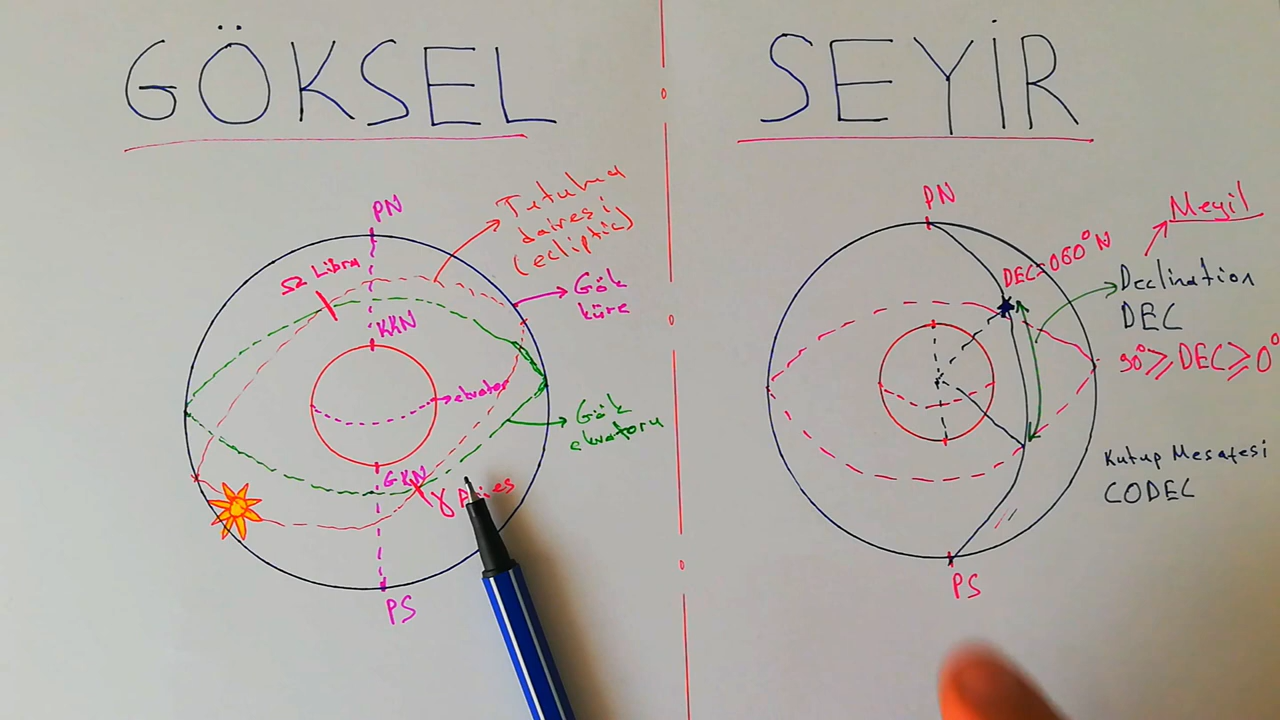 GÖKSEL
SEYİR
PN
Ω Libra
Tutulma
dairesi
(ecliptic)
Gök
küre
KKN
ekvator
Gök
ekvatoru
GKN
γ Aries
PS
PN
Meyil
DEC=060°N
Declination
DEC
90°≥DEC≥0°
Kutup Mesafesi
CODEC
PS